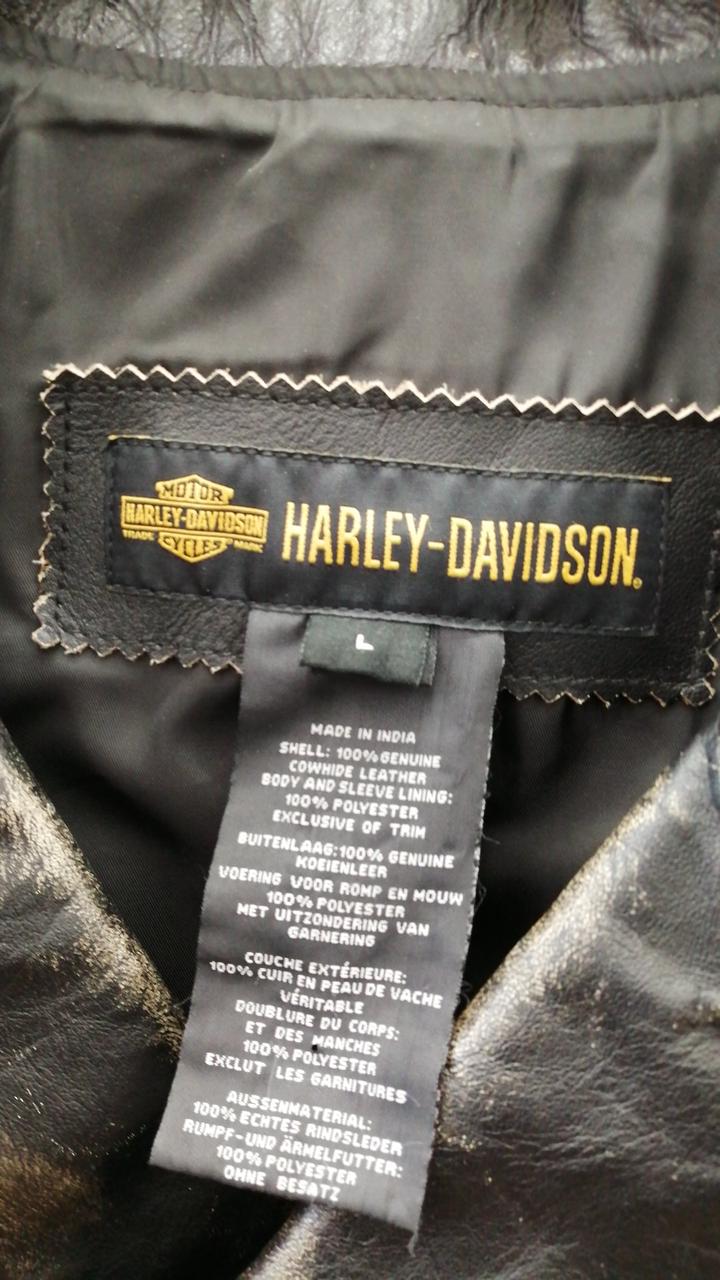 MOTOR
HARLEY-DAVIDSON
TRADE MARK
CYCLES
HARLEY-DAVIDSON.
L
MADE IN INDIA
SHELL: 100% GENUINE
COWHIDE LEATHER
BODY AND SLEEVE LINING:
100% POLYESTER
EXCLUSIVE OF TRIM
BUITENLAAG:100% GENUINE
KOEIENLEER
VOERING VOOR ROMP EN MOUW
100% POLYESTER
MET UITZONDERING VAN
GARNERING
COUCHE EXTÉRIEURE:
100% CUIR EN PEAU DE VACHE
VÉRITABLE
DOUBLURE DU CORPS:
ET DES MANCHES
100% POLYESTER
EXCLUT LES GARNITURES
AUSSENMATERIAL:
100% ECHTES RINDSLEDER
RUMPF-UND ÄRMELFUTTER:
100% POLYESTER
OHNE BESATZ